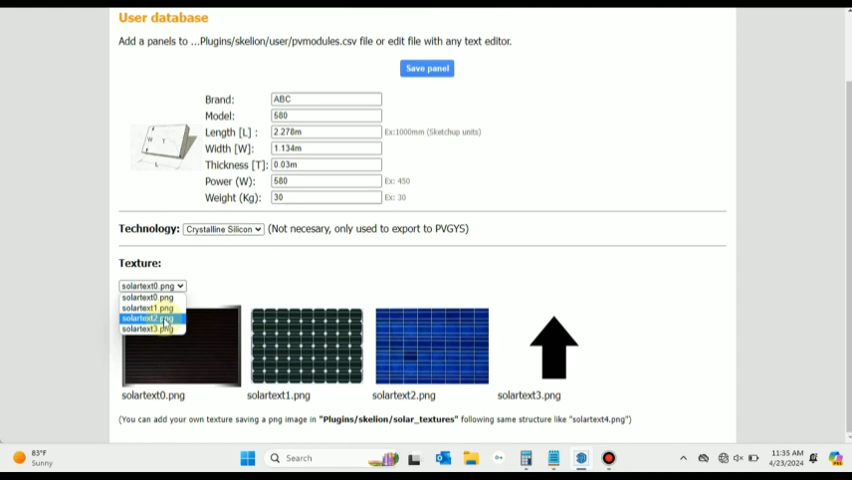 User database
Add a panels to ...Plugins/skelion/user/pvmodules.csv file or edit file with any text editor.
Save panel
Brand: ABC
Model: 580
Length [L] : 2.278m Ex:1000mm (Sketchup units)
Width [W]: 1.134m
Thickness [T]: 0.03m
Power (W): 580 Ex: 450
Weight (Kg): 30 Ex: 30
W T
L
Technology: Crystalline Silicon (Not necesary, only used to export to PVGYS)
Texture:
solartext0.png
solartext0.png
solartext1.png
solartext2.png
solartext3.png
solartext0.png solartext1.png solartext2.png solartext3.png
(You can add your own texture saving a png image in "Plugins/skelion/solar_textures" following same structure like "solartext4.png")
83°F
Sunny
Search
11:35 AM
4/23/2024